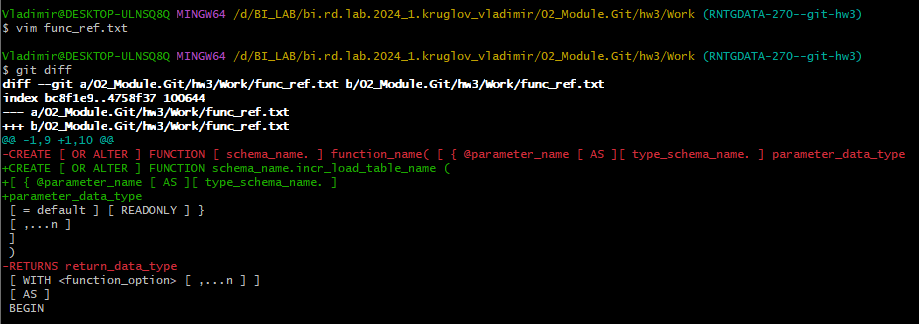 Vladimir@DESKTOP-ULNSQ8Q MINGW64 /d/BI_LAB/bi.rd.lab.2024_1.kruglov_vladimir/02_Module.Git/hw3/Work (RNTGDATA-270--git-hw3)
$ vim func_ref.txt
Vladimir@DESKTOP-ULNSQ8Q MINGW64 /d/BI_LAB/bi.rd.lab.2024_1.kruglov_vladimir/02_Module.Git/hw3/Work (RNTGDATA-270--git-hw3)
$ git diff
diff --git a/02_Module.Git/hw3/Work/func_ref.txt b/02_Module.Git/hw3/Work/func_ref.txt
index bc8f1e9..4758f37 100644
--- a/02_Module.Git/hw3/Work/func_ref.txt
+++ b/02_Module.Git/hw3/Work/func_ref.txt
@@ -1,9 +1,10 @@
-CREATE [ OR ALTER ] FUNCTION [ schema_name. ] function_name( [ { @parameter_name [ AS ][ type_schema_name. ] parameter_data_type
+CREATE [ OR ALTER ] FUNCTION schema_name.incr_load_table_name (
+[ { @parameter_name [ AS ][ type_schema_name. ]
+parameter_data_type
 [ = default ] [ READONLY ] }
 [ ,...n ]
 ]
 )
-RETURNS return_data_type
 [ WITH <function_option> [ ,...n ] ]
 [ AS ]
 BEGIN